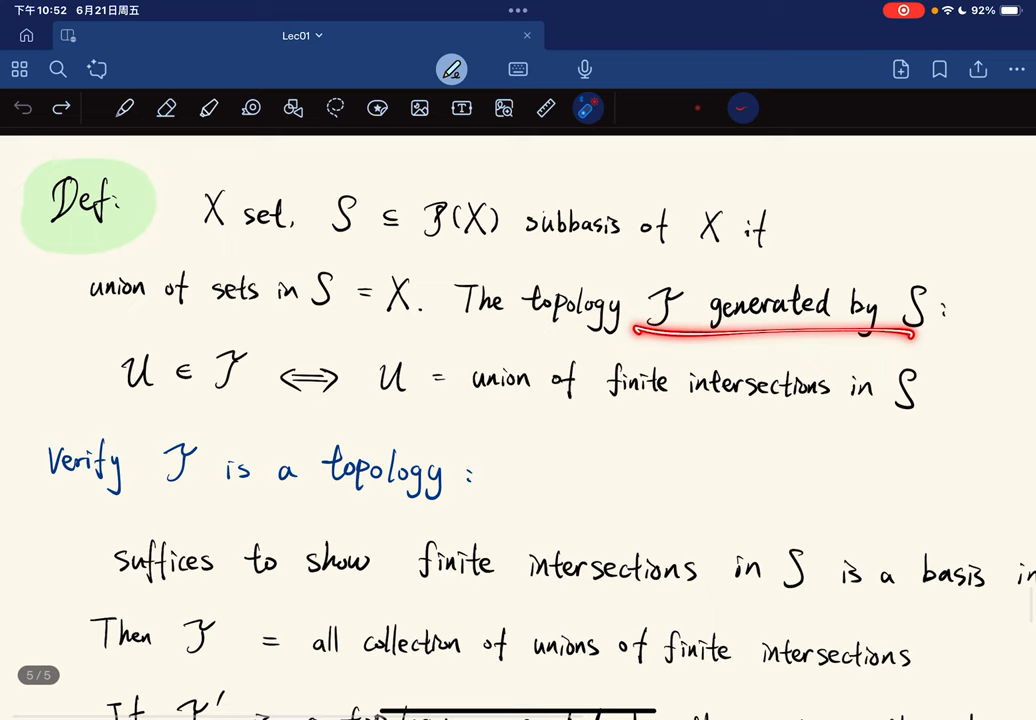 下午10:52 6月21日周五
92%
Lec01
Def: X set, S ⊆ P(X) subbasis of X if
union of sets in S = X. The topology T generated by S:
U ∈ T ⟺ U = union of finite intersections in S
Verify T is a topology:
suffices to show finite intersections in S is a basis in
Then T = all collection of unions of finite intersections
5 / 5
If T'